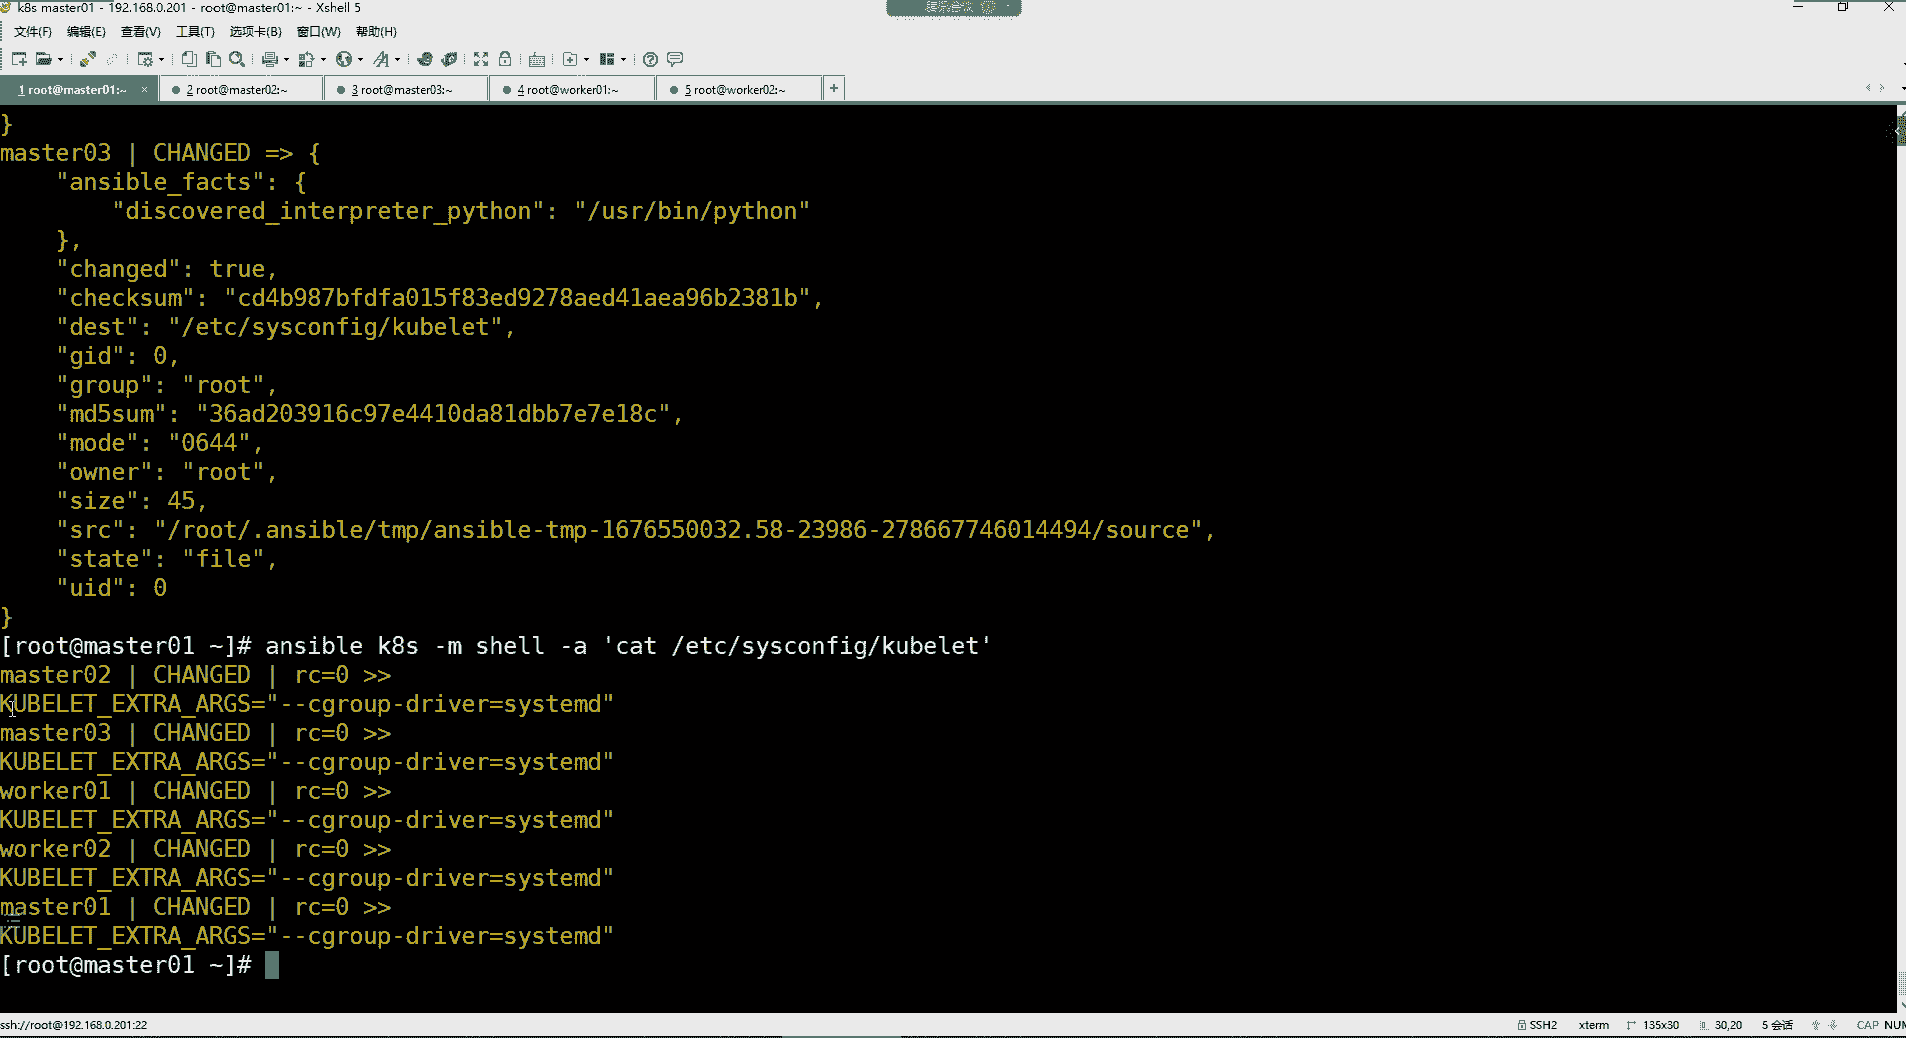 k8s master01 - 192.168.0.201 - root@master01:~ - Xshell 5
文件(F) 编辑(E) 查看(V) 工具(T) 选项卡(B) 窗口(W) 帮助(H)
1 root@master01:~ × 2 root@master02:~ 3 root@master03:~ 4 root@worker01:~ 5 root@worker02:~ +
}
master03 | CHANGED => {
    "ansible_facts": {
        "discovered_interpreter_python": "/usr/bin/python"
    },
    "changed": true,
    "checksum": "cd4b987bfdfa015f83ed9278aed41aea96b2381b",
    "dest": "/etc/sysconfig/kubelet",
    "gid": 0,
    "group": "root",
    "md5sum": "36ad203916c97e4410da81dbb7e7e18c",
    "mode": "0644",
    "owner": "root",
    "size": 45,
    "src": "/root/.ansible/tmp/ansible-tmp-1676550032.58-23986-278667746014494/source",
    "state": "file",
    "uid": 0
}
[root@master01 ~]# ansible k8s -m shell -a 'cat /etc/sysconfig/kubelet'
master02 | CHANGED | rc=0 >>
KUBELET_EXTRA_ARGS="--cgroup-driver=systemd"
master03 | CHANGED | rc=0 >>
KUBELET_EXTRA_ARGS="--cgroup-driver=systemd"
worker01 | CHANGED | rc=0 >>
KUBELET_EXTRA_ARGS="--cgroup-driver=systemd"
worker02 | CHANGED | rc=0 >>
KUBELET_EXTRA_ARGS="--cgroup-driver=systemd"
master01 | CHANGED | rc=0 >>
KUBELET_EXTRA_ARGS="--cgroup-driver=systemd"
[root@master01 ~]#
ssh://root@192.168.0.201:22 SSH2 xterm 135x30 30,20 5 会话 CAP NUM